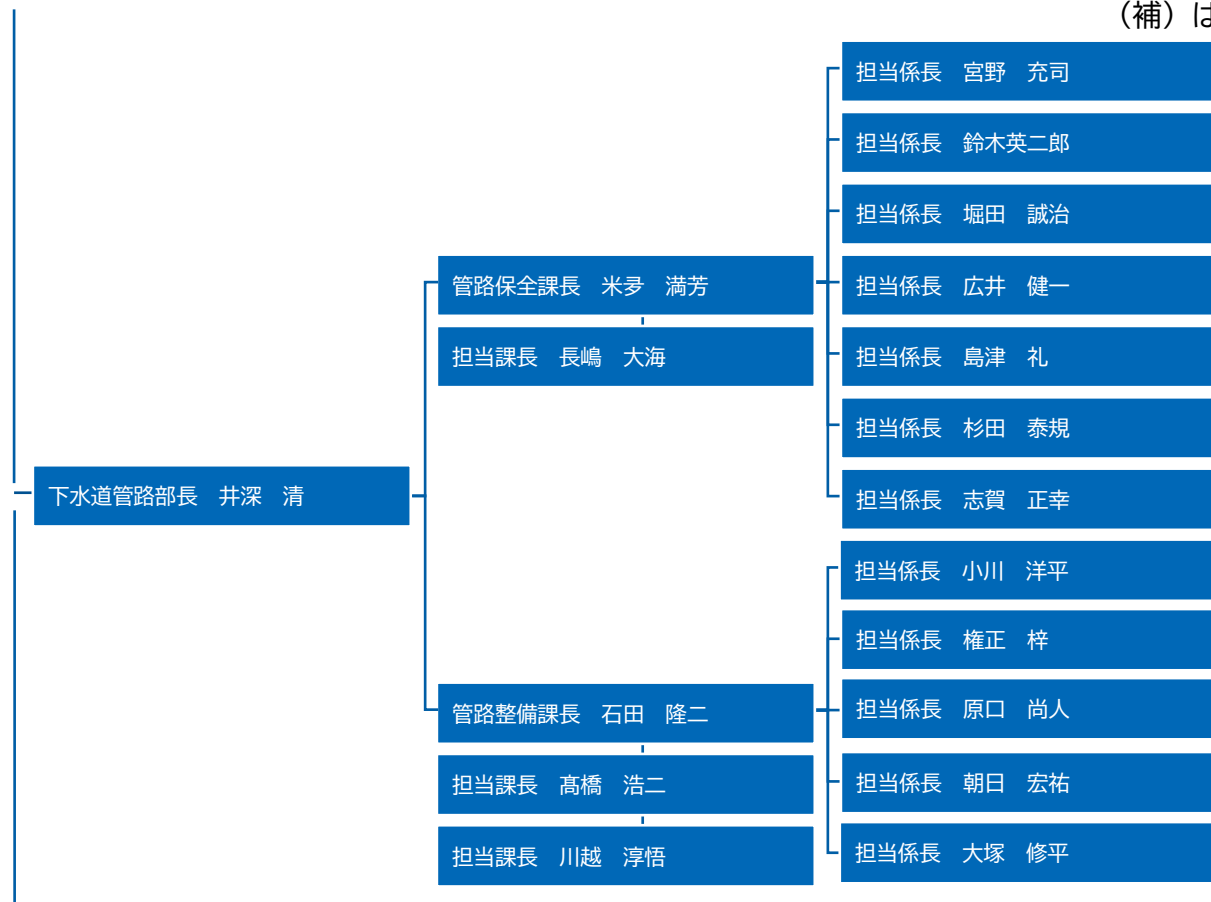 （補）は
担当係長　宮野　充司
担当係長　鈴木英二郎
担当係長　堀田　誠治
管路保全課長　米夛　満芳
担当係長　広井　健一
担当課長　長嶋　大海
担当係長　島津　礼
担当係長　杉田　泰規
下水道管路部長　井深　清
担当係長　志賀　正幸
担当係長　小川　洋平
担当係長　権正　梓
管路整備課長　石田　隆二
担当係長　原口　尚人
担当課長　髙橋　浩二
担当係長　朝日　宏祐
担当課長　川越　淳悟
担当係長　大塚　修平